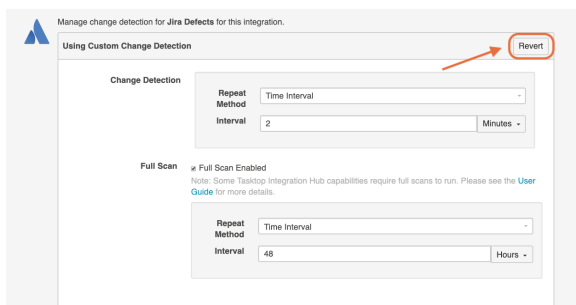 Manage change detection for Jira Defects for this integration.
Using Custom Change Detection
Revert
Change Detection
Repeat Method
Time Interval
Interval
2
Minutes
Full Scan
Full Scan Enabled
Note: Some Tasktop Integration Hub capabilities require full scans to run. Please see the User
Guide for more details.
Repeat Method
Time Interval
Interval
48
Hours